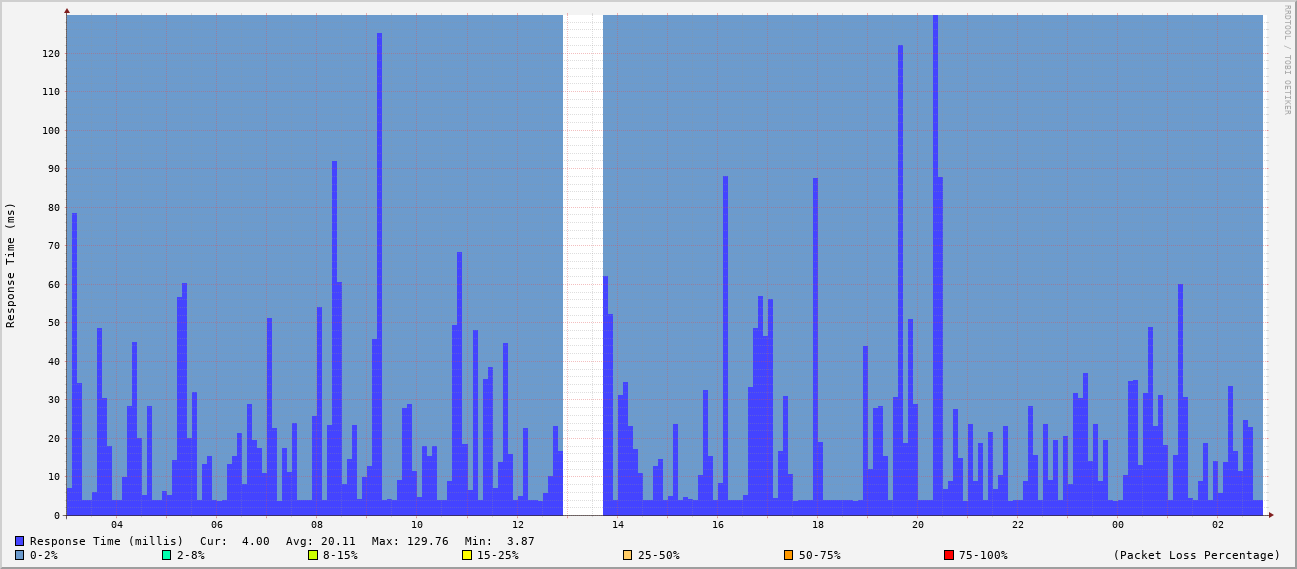 RRDTOOL / TOBI OETIKER
Response Time (ms)
120
110
100
90
80
70
60
50
40
30
20
10
0
04 06 08 10 12 14 16 18 20 22 00 02
Response Time (millis) Cur: 4.00 Avg: 20.11 Max: 129.76 Min: 3.87
0-2% 2-8% 8-15% 15-25% 25-50% 50-75% 75-100% (Packet Loss Percentage)